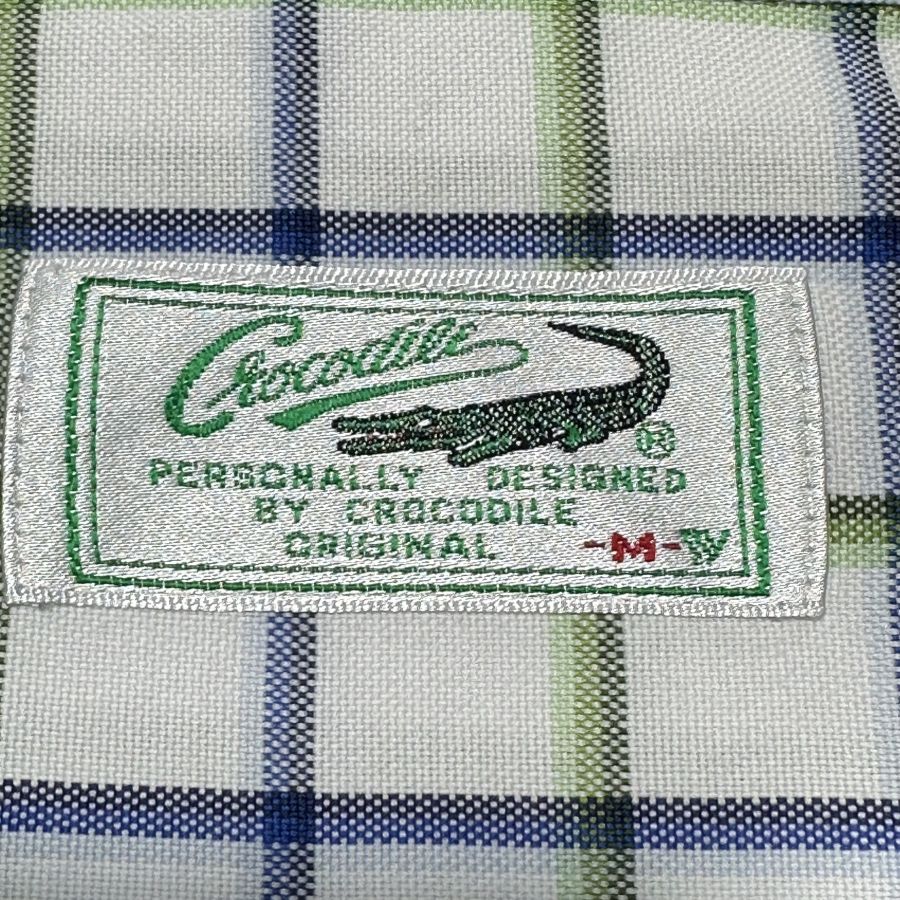 Crocodile
®
PERSONALLY DESIGNED
BY CROCODILE
ORIGINAL -M-